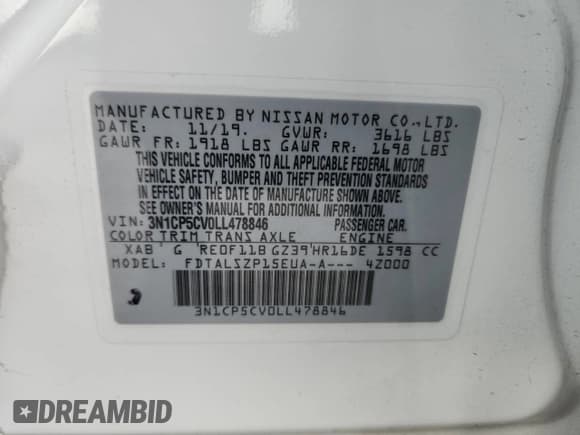 MANUFACTURED BY NISSAN MOTOR CO.,LTD.
DATE: 11/19. GVWR: 3616 LBS
GAWR FR: 1918 LBS GAWR RR: 1698 LBS
THIS VEHICLE CONFORMS TO ALL APPLICABLE FEDERAL MOTOR
VEHICLE SAFETY, BUMPER AND THEFT PREVENTION STANDARDS
IN EFFECT ON THE DATE OF MANUFACTURE SHOWN ABOVE.
SEE OWNER'S MANUAL FOR ADDITIONAL INFORMATION.
VIN: 3N1CP5CV0LL478846 PASSENGER CAR.
COLOR TRIM TRANS AXLE ENGINE
XAB' G 'RE0F11B GZ39'HR16DE 1598 CC
MODEL: FDTALSZP15EUA-A--- 4Z000
3N1CP5CV0LL478846
DREAMBID